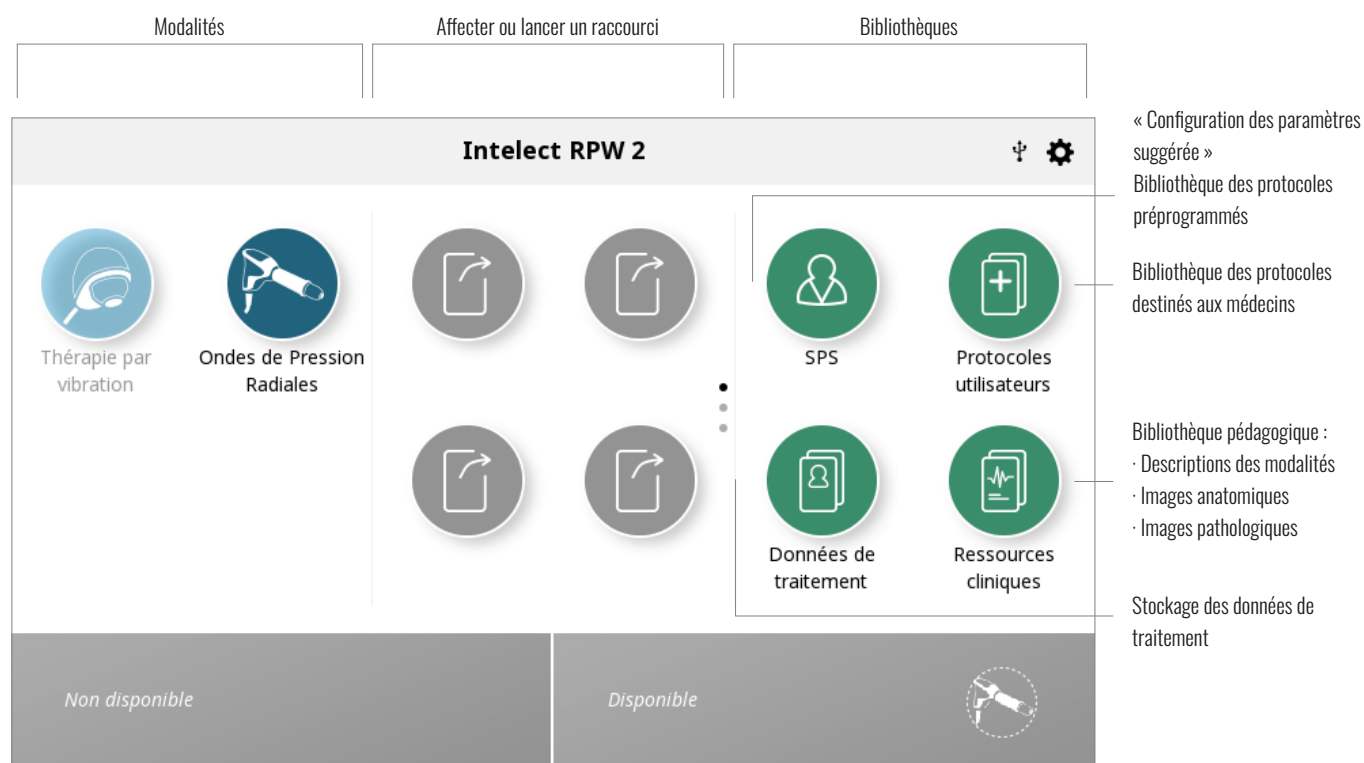 Modalités
Affecter ou lancer un raccourci
Bibliothèques
Intelect RPW 2
« Configuration des paramètres
suggérée »
Bibliothèque des protocoles
préprogrammés
Thérapie par
vibration
Ondes de Pression
Radiales
SPS
Protocoles
utilisateurs
Bibliothèque des protocoles
destinés aux médecins
Données de
traitement
Ressources
cliniques
Bibliothèque pédagogique :
· Descriptions des modalités
· Images anatomiques
· Images pathologiques
Stockage des données de
traitement
Non disponible
Disponible